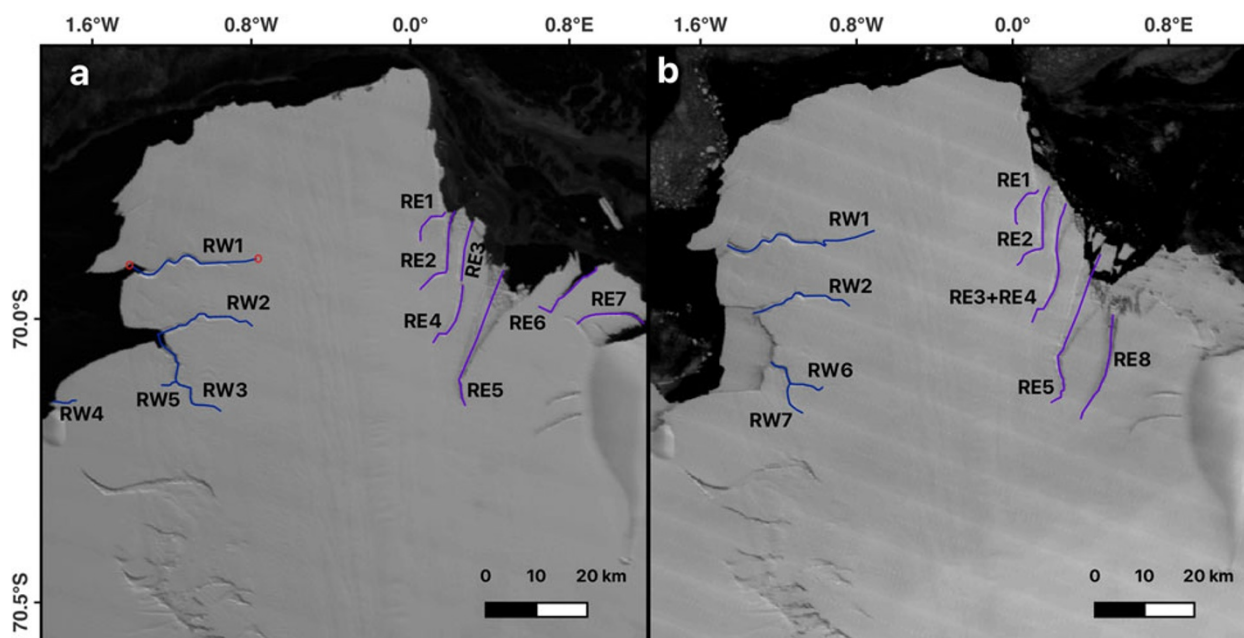 1.6°W 0.8°W 0.0° 0.8°E 1.6°W 0.8°W 0.0° 0.8°E
a
b
RE1
RE1
RW1
RW1
RE2
RE3
RE2
RW2
RE4
RE6
RE7
RW2
RE3+RE4
70.0°S
RW5
RW3
RW4
RE5
RW6
RW7
RE5
RE8
70.5°S
0 10 20 km
0 10 20 km